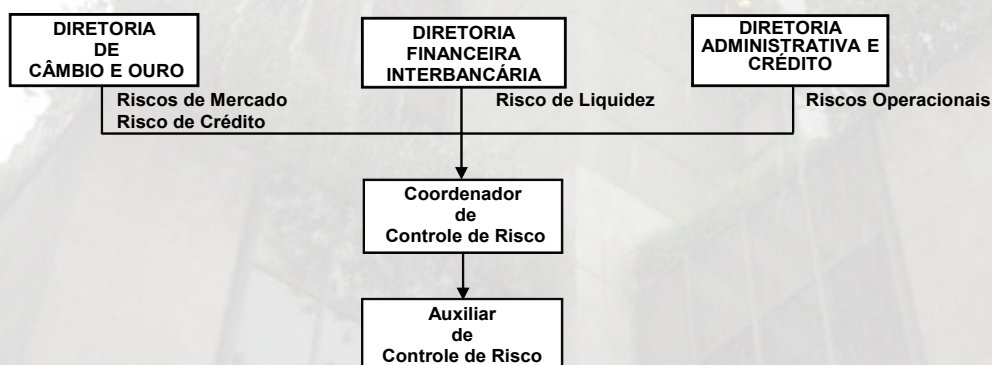 DIRETORIA
DE
CÂMBIO E OURO
DIRETORIA
FINANCEIRA
INTERBANCÁRIA
DIRETORIA
ADMINISTRATIVA E
CRÉDITO
Riscos de Mercado
Risco de Crédito
Risco de Liquidez
Riscos Operacionais
Coordenador
de
Controle de Risco
Auxiliar
de
Controle de Risco